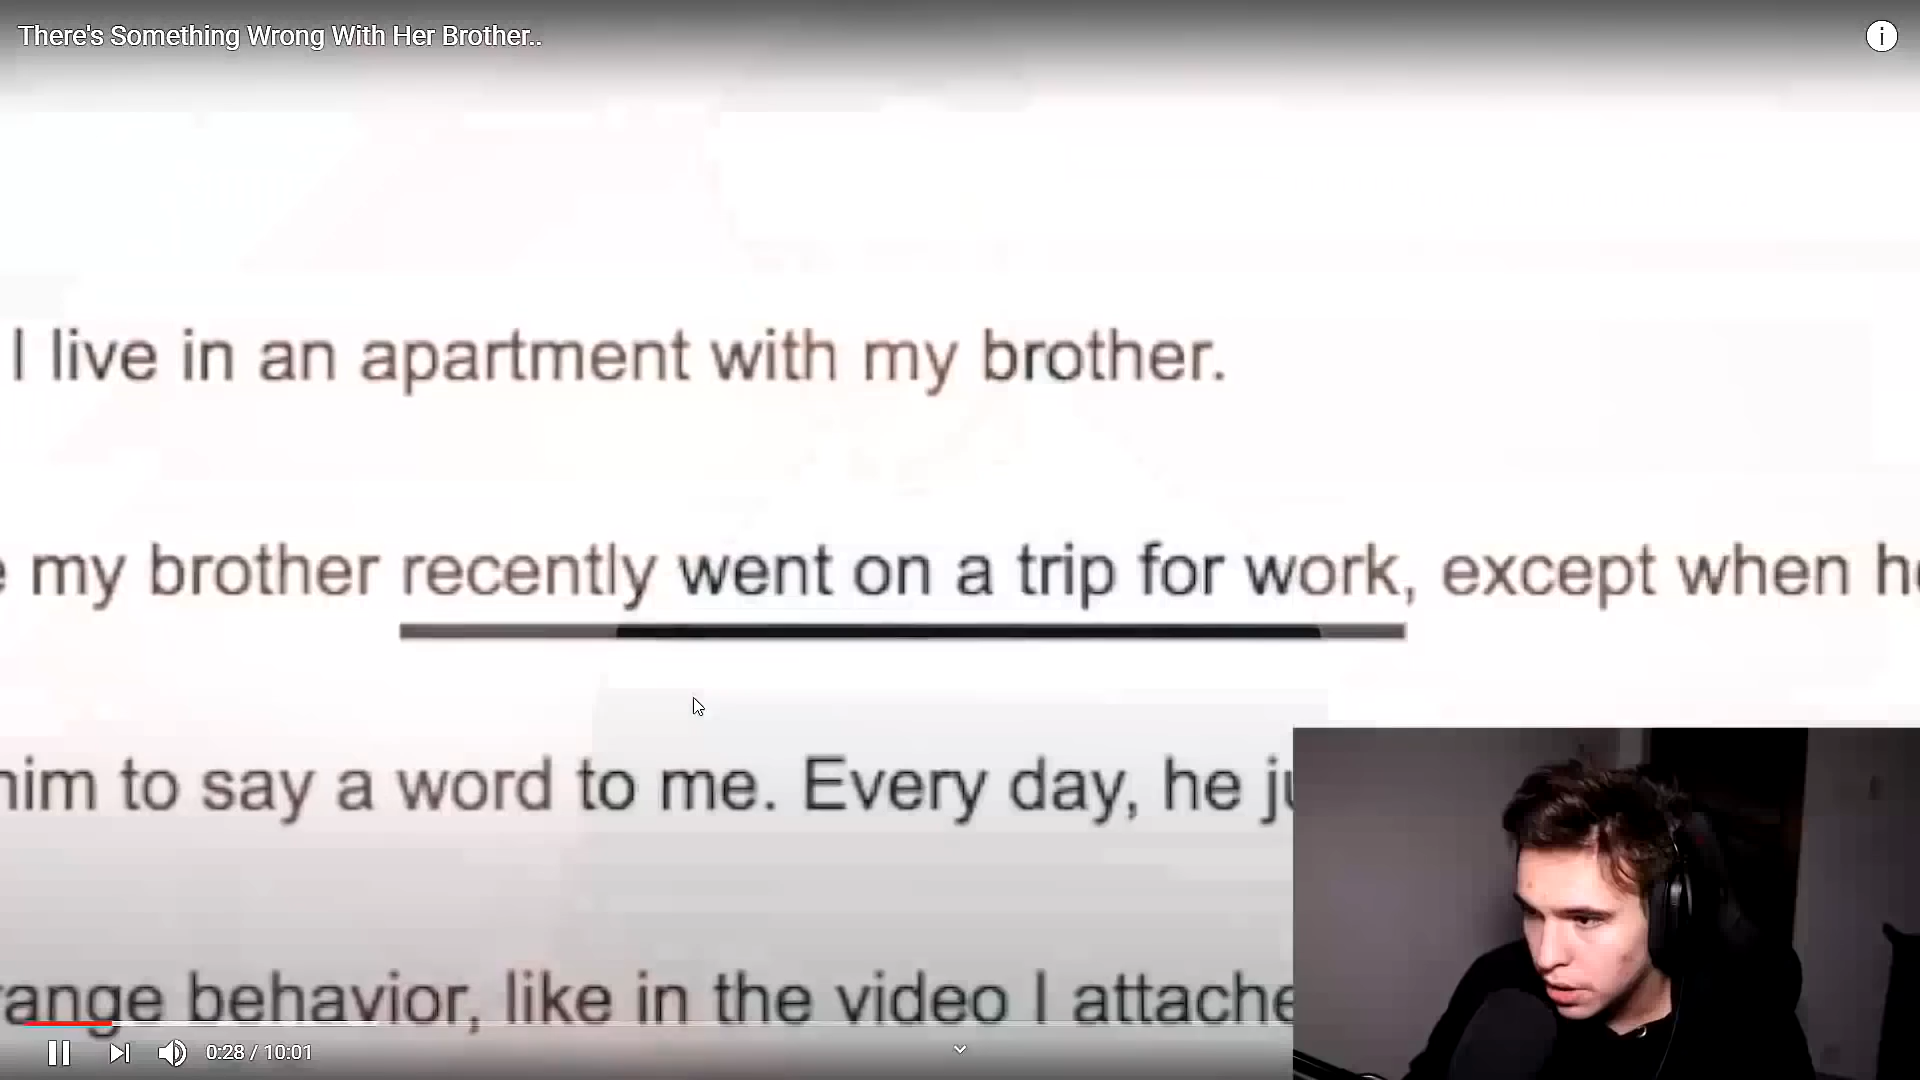 There's Something Wrong With Her Brother..
I live in an apartment with my brother.
my brother recently went on a trip for work, except when
to say a word to me. Every day, he
behavior, like in the video I
0:28 / 10:01